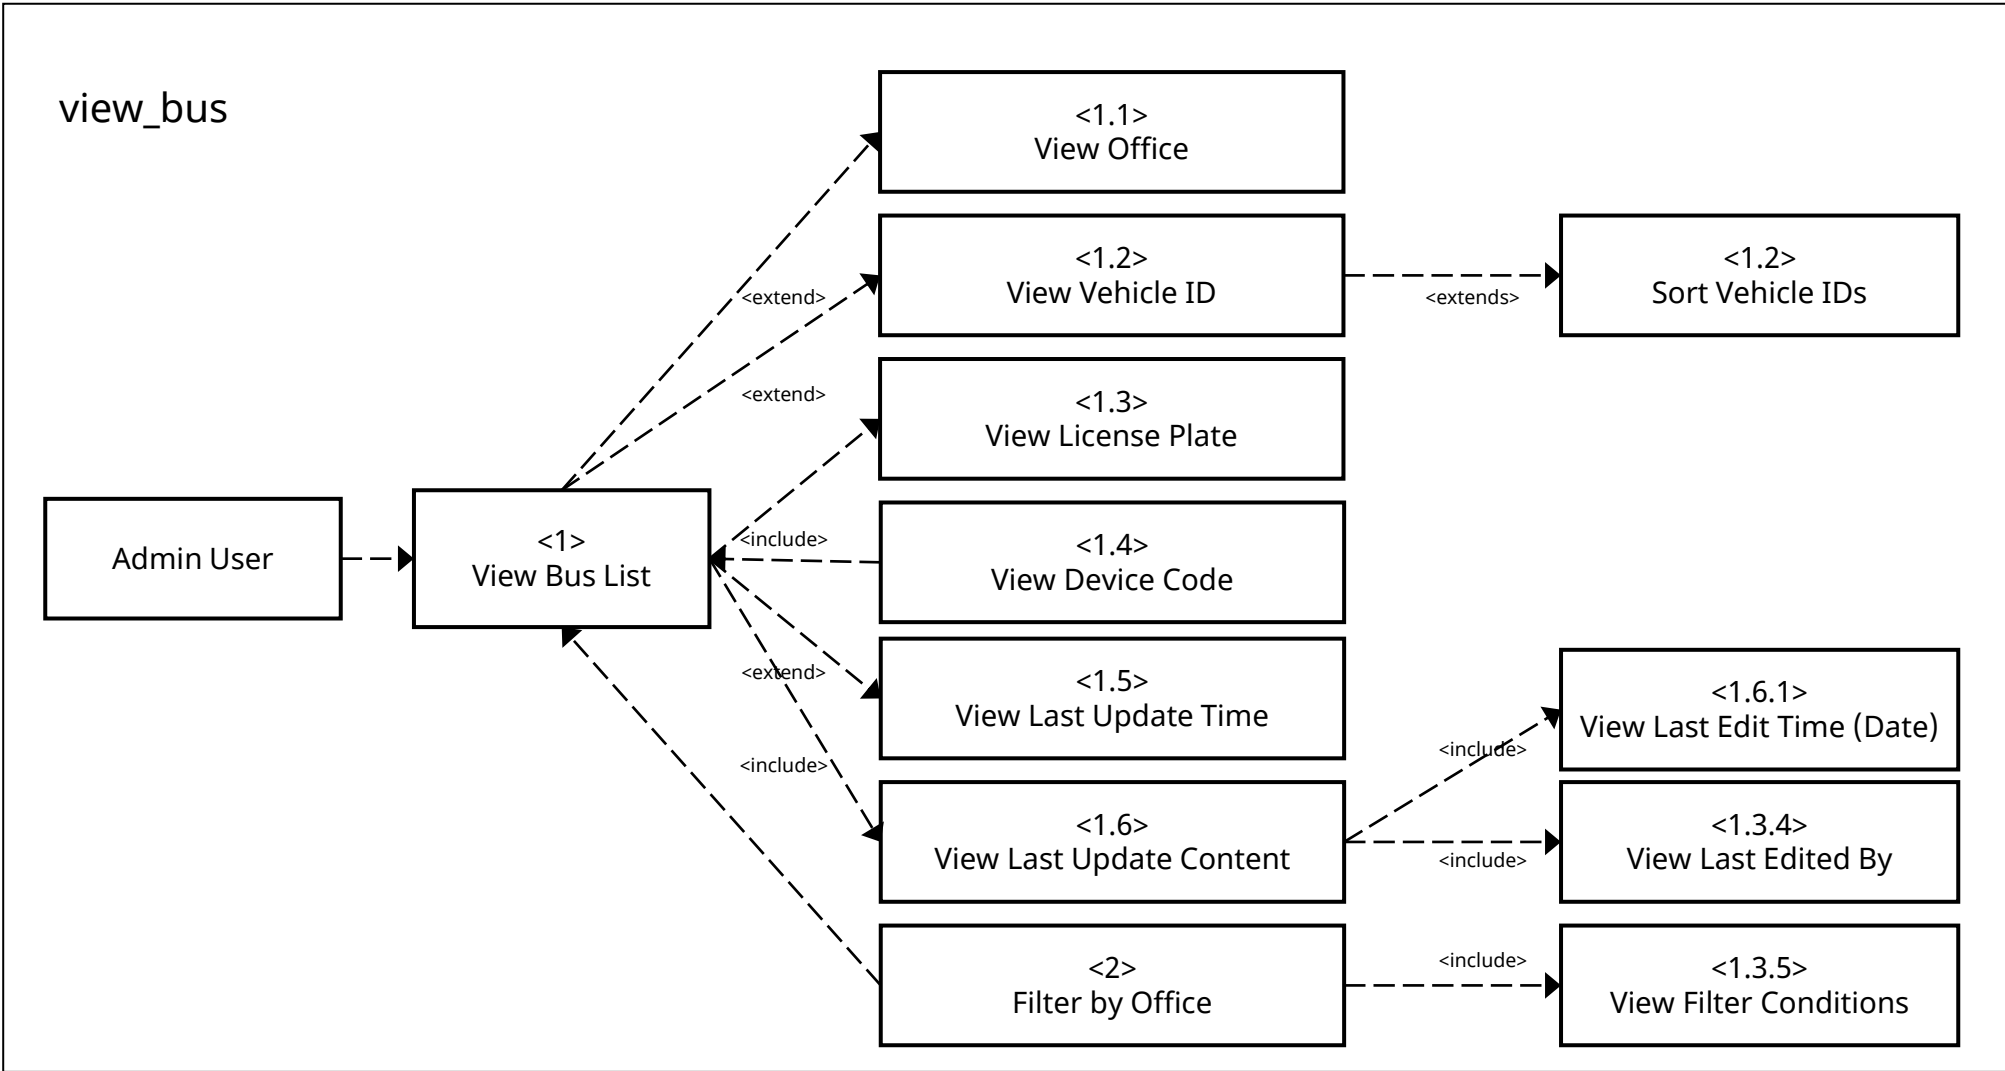 view_bus
<1.1>
View Office
<extend>
<1.2>
View Vehicle ID
<extends>
<1.2>
Sort Vehicle IDs
<extend>
<1.3>
View License Plate
Admin User
<1>
View Bus List
<include>
<1.4>
View Device Code
<extend>
<1.5>
View Last Update Time
<include>
<1.6.1>
View Last Edit Time (Date)
<include>
<1.6>
View Last Update Content
<include>
<1.3.4>
View Last Edited By
<2>
Filter by Office
<include>
<1.3.5>
View Filter Conditions